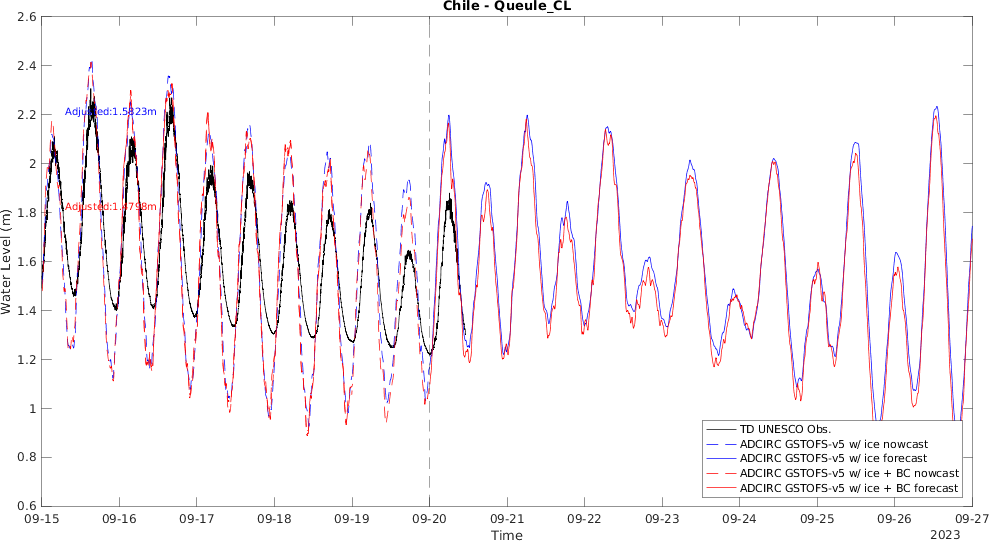 Chile - Queule_CL
2.6
2.4
2.2
2
1.8
1.6
1.4
1.2
1
0.8
0.6
Water Level (m)
Adjusted:1.5823m
Adjusted:1.4798m
TD UNESCO Obs.
ADCIRC GSTOFS-v5 w/ ice nowcast
ADCIRC GSTOFS-v5 w/ ice forecast
ADCIRC GSTOFS-v5 w/ ice + BC nowcast
ADCIRC GSTOFS-v5 w/ ice + BC forecast
09-15 09-16 09-17 09-18 09-19 09-20 09-21 09-22 09-23 09-24 09-25 09-26 09-27
Time
2023